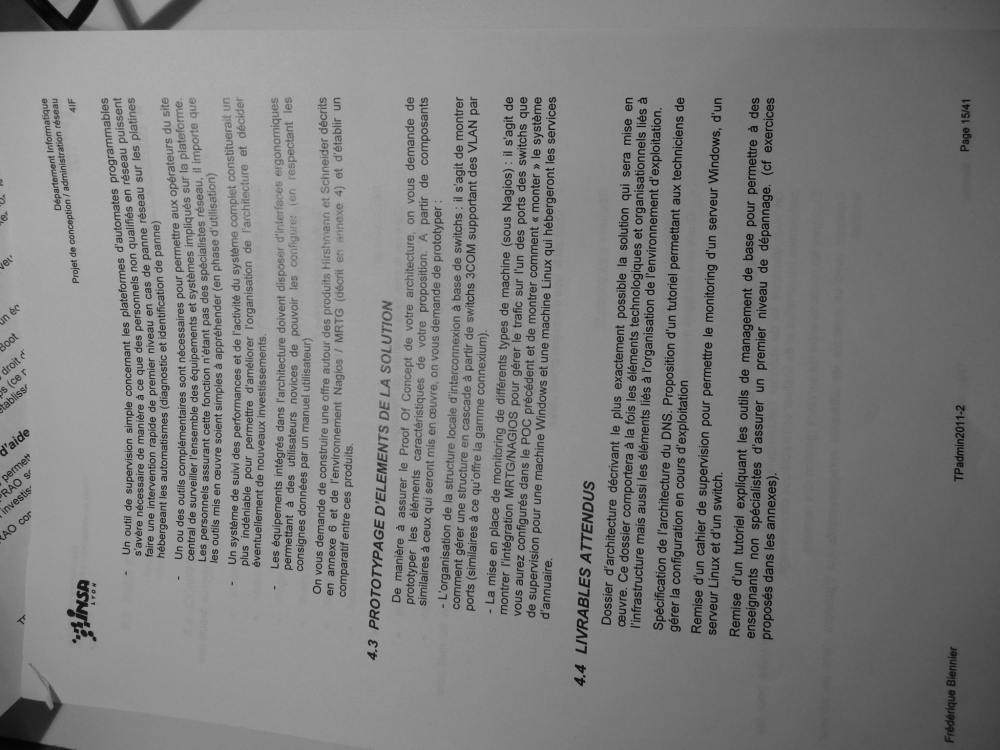 INSA
LYON
Département Informatique
Projet de conception / administration réseau
4IF
- Un outil de supervision simple concernant les plateformes d'automates programmables
s'avère nécessaire de manière à ce que des personnels non qualifiés en réseau puissent
faire une intervention rapide de premier niveau en cas de panne réseau sur les platines
hébergeant les automatismes (diagnostic et identification de panne)
- Un ou des outils complémentaires sont nécessaires pour permettre aux opérateurs du site
central de surveiller l'ensemble des équipements et systèmes impliqués sur la plateforme.
Les personnels assurant cette fonction n'étant pas des spécialistes réseau, il importe que
les outils mis en œuvre soient simples à appréhender (en phase d'utilisation)
- Un système de suivi des performances et de l'activité du système complet constituerait un
plus indéniable pour permettre d'améliorer l'organisation de l'architecture et décider
éventuellement de nouveaux investissements.
- Les équipements intégrés dans l'architecture doivent disposer d'interfaces ergonomiques
permettant à des utilisateurs novices de pouvoir les configurer (en respectant les
consignes données par un manuel utilisateur)
On vous demande de construire une offre autour des produits Hirshmann et Schneider décrits
en annexe 6 et de l'environnement Nagios / MRTG (décrit en annexe 4) et d'établir un
comparatif entre ces produits.
4.3 PROTOTYPAGE D'ELEMENTS DE LA SOLUTION
De manière à assurer le Proof Of Concept de votre architecture, on vous demande de
prototyper les éléments caractéristiques de votre proposition. A partir de composants
similaires à ceux qui seront mis en œuvre, on vous demande de prototyper :
- L'organisation de la structure locale d'interconnexion à base de switchs : il s'agit de montrer
comment gérer une structure en cascade à partir de switchs 3COM supportant des VLAN par
ports (similaires à ce qu'offre la gamme connexium).
- La mise en place de monitoring de différents types de machine (sous Nagios) : il s'agit de
montrer l'intégration MRTG/NAGIOS pour gérer le trafic sur l'un des ports des switchs que
vous aurez configurés dans le POC précédent et de montrer comment « monter » le système
de supervision pour une machine Windows et une machine Linux qui hébergeront les services
d'annuaire.
4.4 LIVRABLES ATTENDUS
Dossier d'architecture décrivant le plus exactement possible la solution qui sera mise en
œuvre. Ce dossier comportera à la fois les éléments technologiques et organisationnels liés à
l'infrastructure mais aussi les éléments liés à l'organisation de l'environnement d'exploitation.
Spécification de l'architecture du DNS. Proposition d'un tutoriel permettant aux techniciens de
gérer la configuration en cours d'exploitation
Remise d'un cahier de supervision pour permettre le monitoring d'un serveur Windows, d'un
serveur Linux et d'un switch.
Remise d'un tutoriel expliquant les outils de management de base pour permettre à des
enseignants non spécialistes d'assurer un premier niveau de dépannage. (cf exercices
proposés dans les annexes).
Frédérique Biennier
TPadmin2011-2
Page 15/41
d'aide